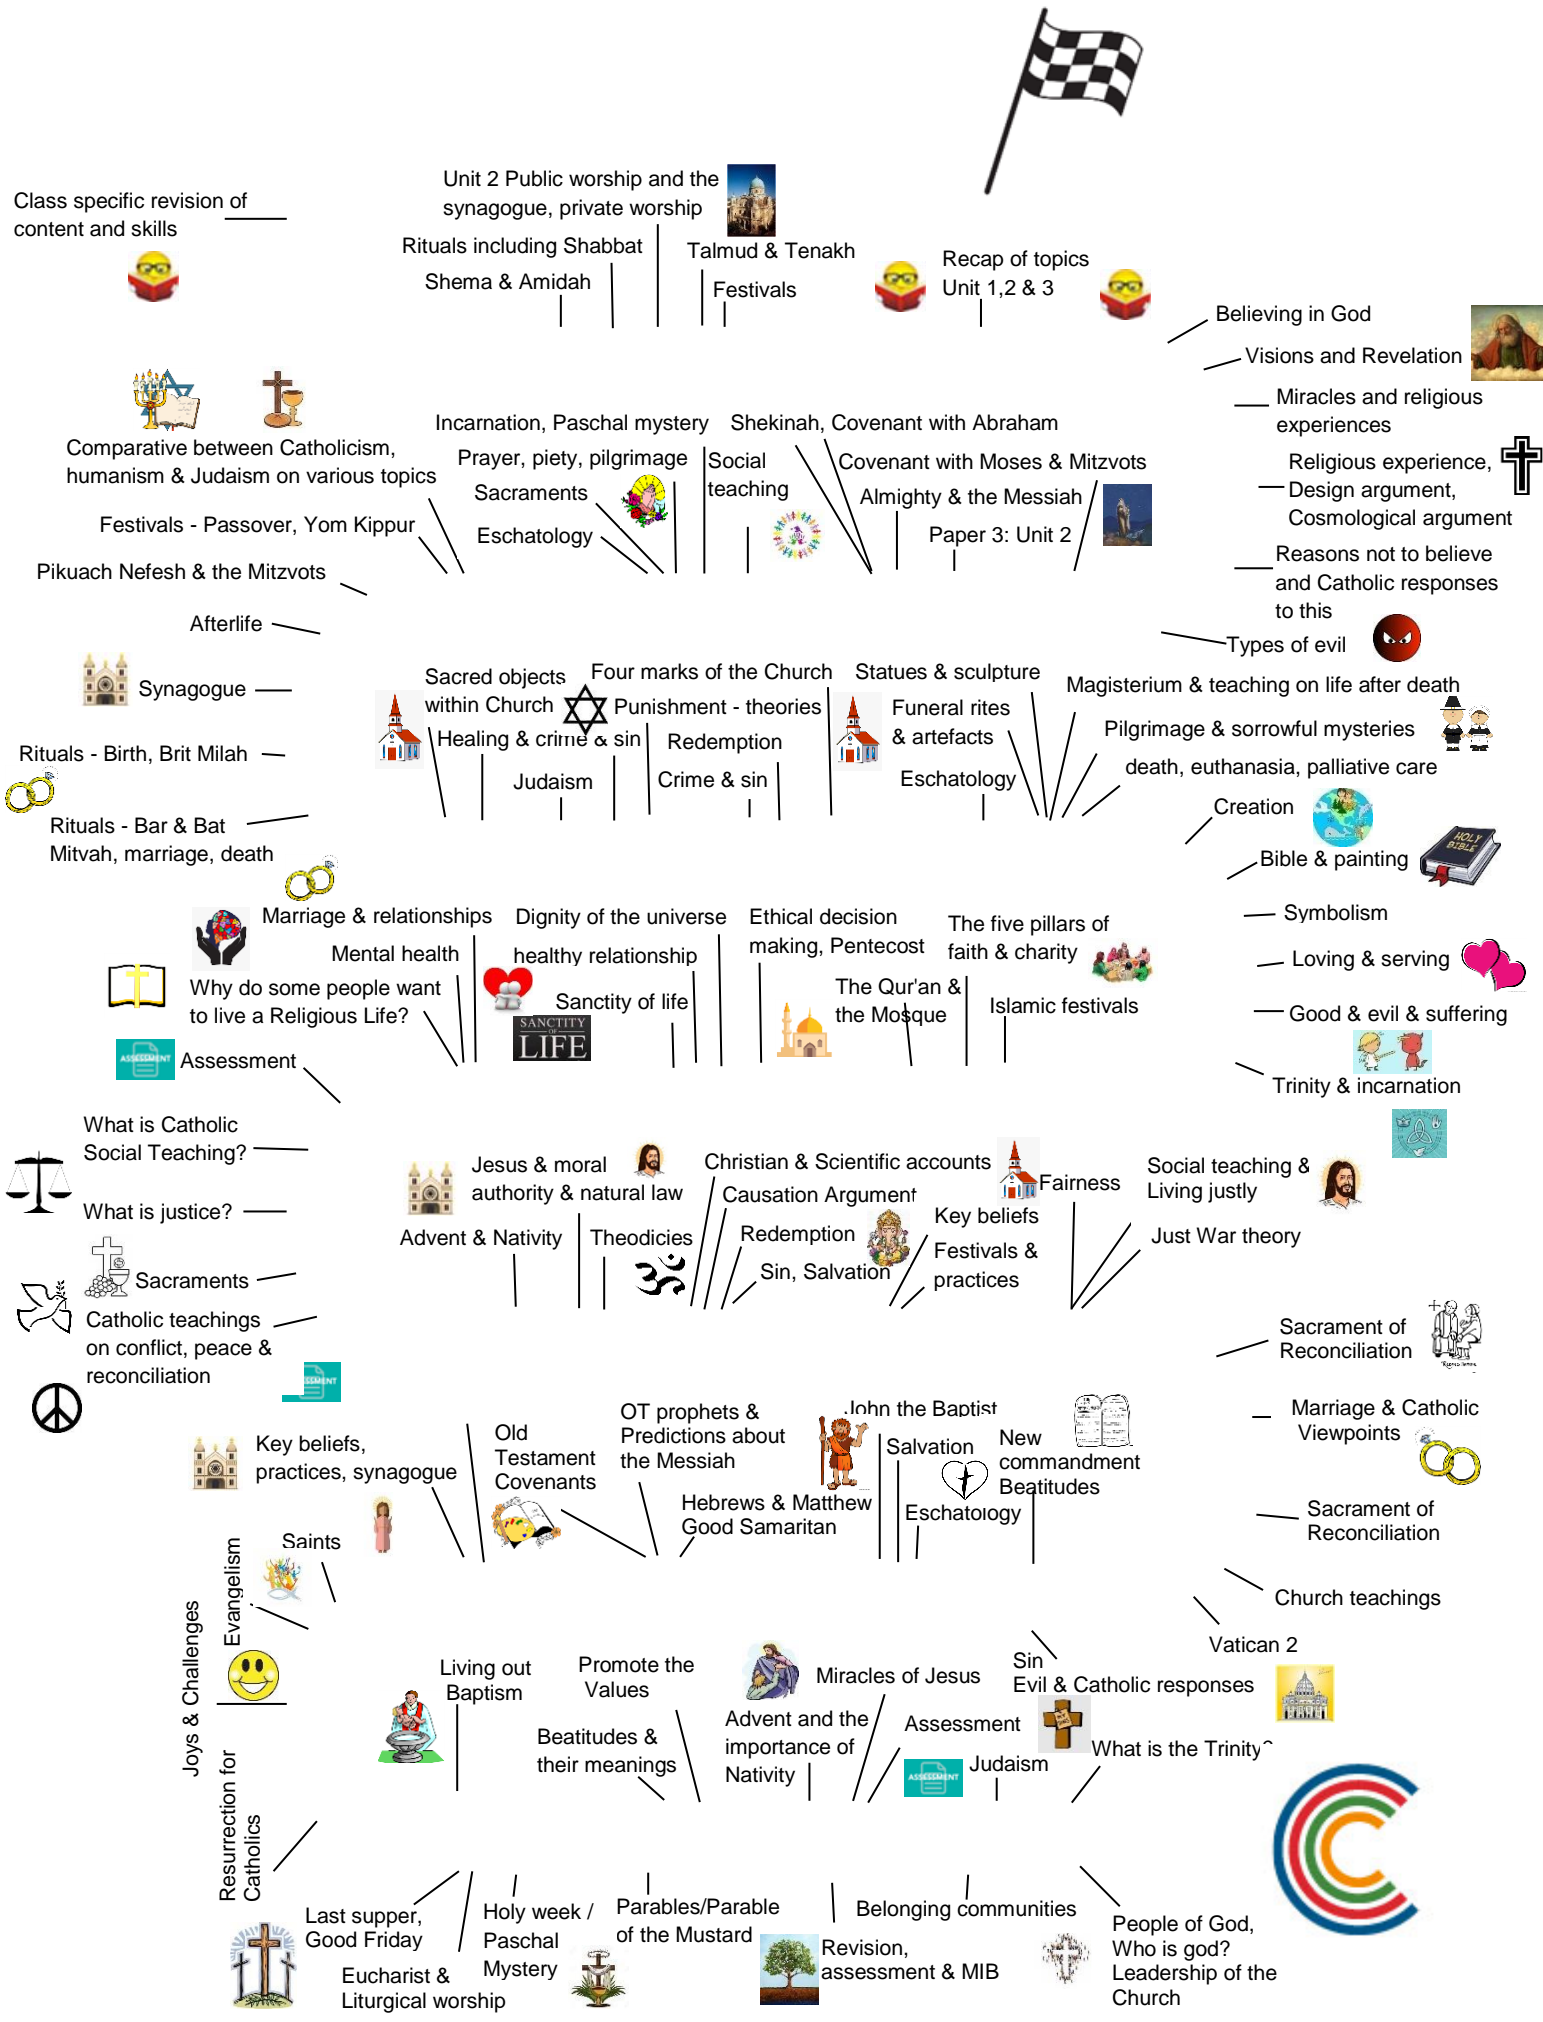 Class specific revision of
content and skills
Unit 2 Public worship and the
synagogue, private worship
Rituals including Shabbat
Shema & Amidah
Talmud & Tenakh
Festivals
Recap of topics
Unit 1,2 & 3
Believing in God
Visions and Revelation
Miracles and religious
experiences
Religious experience,
Design argument,
Cosmological argument
Reasons not to believe
and Catholic responses
to this
Types of evil
Comparative between Catholicism,
humanism & Judaism on various topics
Festivals - Passover, Yom Kippur
Pikuach Nefesh & the Mitzvots
Afterlife
Synagogue
Rituals - Birth, Brit Milah
Rituals - Bar & Bat
Mitvah, marriage, death
Incarnation, Paschal mystery
Prayer, piety, pilgrimage
Sacraments
Eschatology
Social
teaching
Shekinah, Covenant with Abraham
Covenant with Moses & Mitzvots
Almighty & the Messiah
Paper 3: Unit 2
Sacred objects
within Church
Healing & crime & sin
Judaism
Four marks of the Church
Punishment - theories
Redemption
Crime & sin
Statues & sculpture
Funeral rites
& artefacts
Eschatology
Magisterium & teaching on life after death
Pilgrimage & sorrowful mysteries
death, euthanasia, palliative care
Creation
Bible & painting
HOLY
BIBLE
Symbolism
Loving & serving
Good & evil & suffering
Trinity & incarnation
Marriage & relationships
Mental health
Why do some people want
to live a Religious Life?
ASSESSMENT
Assessment
Dignity of the universe
healthy relationship
Sanctity of life
SANCTITY
OF
LIFE
Ethical decision
making, Pentecost
The Qur'an &
the Mosque
The five pillars of
faith & charity
Islamic festivals
What is Catholic
Social Teaching?
What is justice?
Sacraments
Catholic teachings
on conflict, peace &
reconciliation
Jesus & moral
authority & natural law
Advent & Nativity
Theodicies
ॐ
Christian & Scientific accounts
Causation Argument
Redemption
Sin, Salvation
Key beliefs
Festivals &
practices
Fairness
Social teaching &
Living justly
Just War theory
Sacrament of
Reconciliation
Marriage & Catholic
Viewpoints
Sacrament of
Reconciliation
Church teachings
Vatican 2
Key beliefs,
practices, synagogue
Saints
Evangelism
Joys & Challenges
Resurrection for
Catholics
Old
Testament
Covenants
OT prophets &
Predictions about
the Messiah
Hebrews & Matthew
Good Samaritan
John the Baptist
Salvation
Eschatology
New
commandment
Beatitudes
Living out
Baptism
Promote the
Values
Beatitudes &
their meanings
Miracles of Jesus
Advent and the
importance of
Nativity
Assessment
ASSESSMENT
Judaism
Sin
Evil & Catholic responses
What is the Trinity?
Last supper,
Good Friday
Eucharist &
Liturgical worship
Holy week /
Paschal
Mystery
Parables/Parable
of the Mustard
Revision,
assessment & MIB
Belonging communities
People of God,
Who is god?
Leadership of the
Church